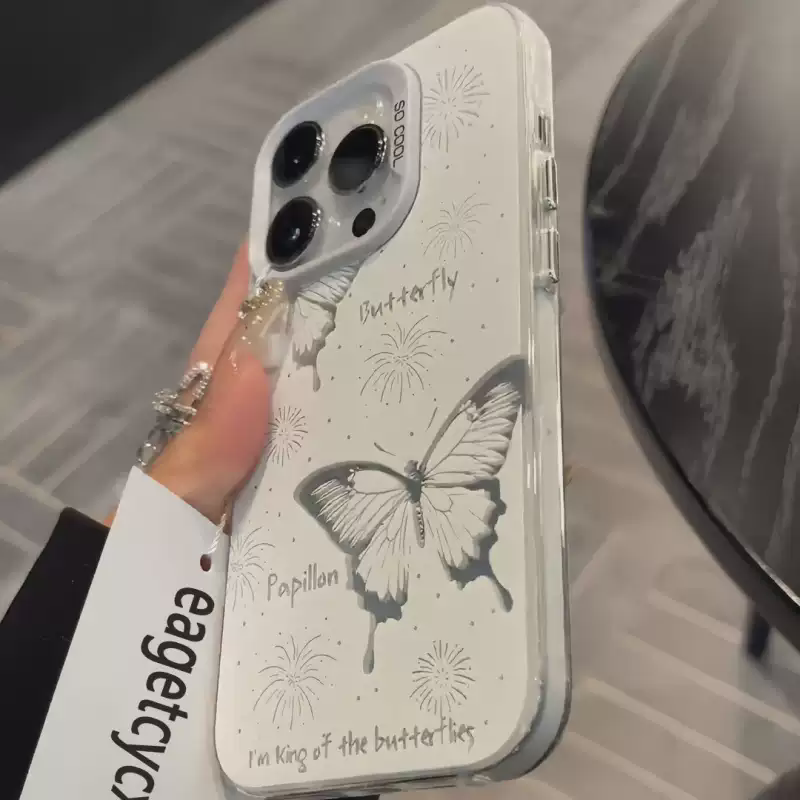 SO COOL
Butterfly
Papillon
I'm King of the butterflies
eagetcyc